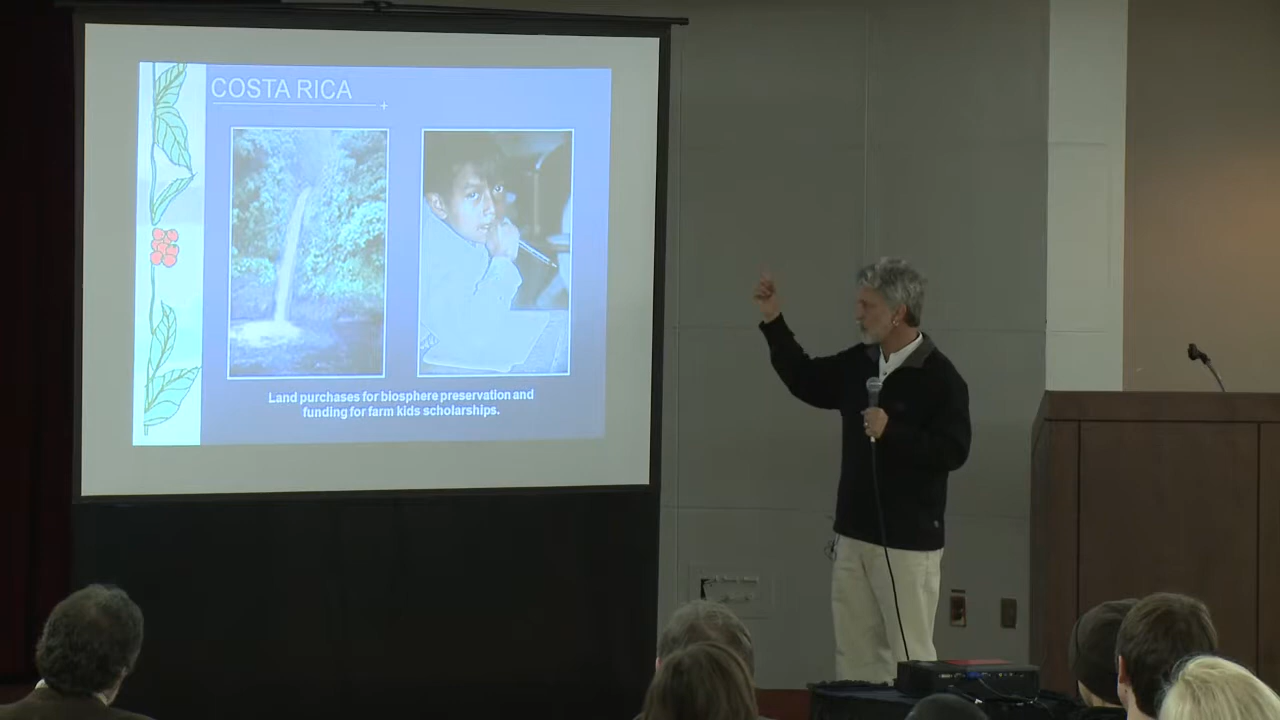 COSTA RICA
Land purchases for biosphere preservation and
funding for farm kids scholarships.